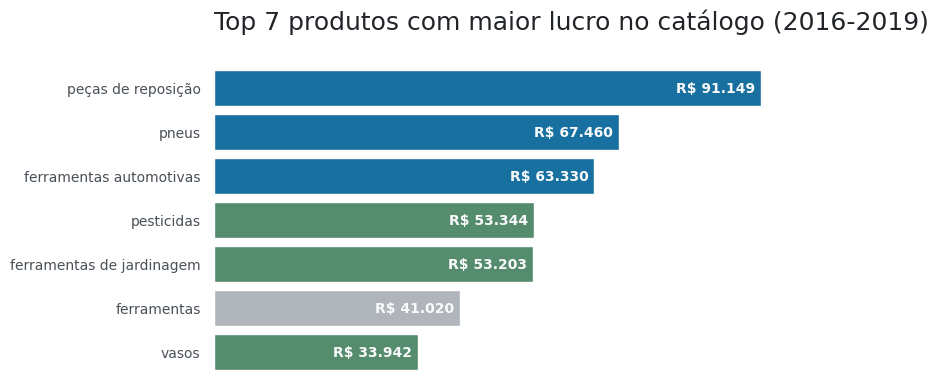 Top 7 produtos com maior lucro no catálogo (2016-2019)
peças de reposição R$ 91.149
pneus R$ 67.460
ferramentas automotivas R$ 63.330
pesticidas R$ 53.344
ferramentas de jardinagem R$ 53.203
ferramentas R$ 41.020
vasos R$ 33.942